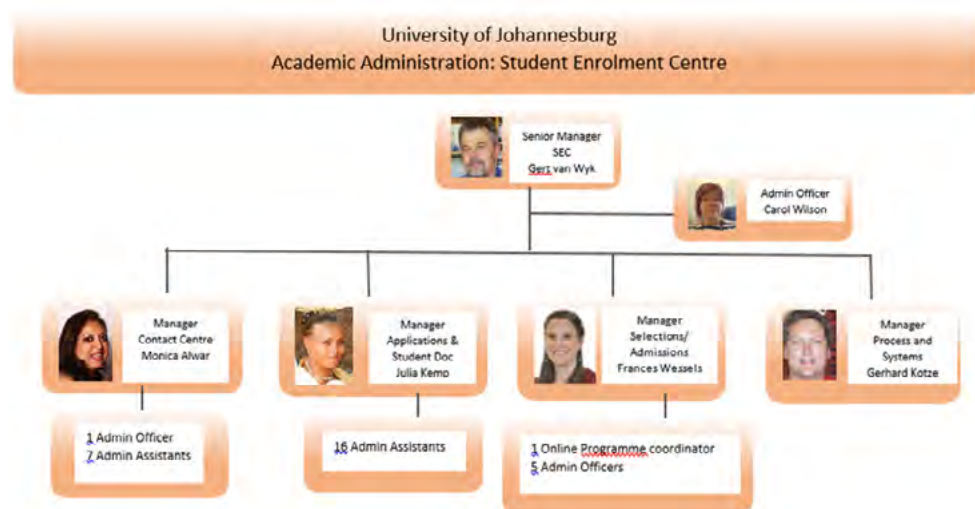 University of Johannesburg
Academic Administration: Student Enrolment Centre
Senior Manager
SEC
Gert van Wyk
Admin Officer
Carol Wilson
Manager
Contact Centre
Monica Alwar
Manager
Applications &
Student Doc
Julia Kemp
Manager
Selections/
Admissions
Frances Wessels
Manager
Process and
Systems
Gerhard Kotze
1 Admin Officer
7 Admin Assistants
16 Admin Assistants
1 Online Programme coordinator
5 Admin Officers